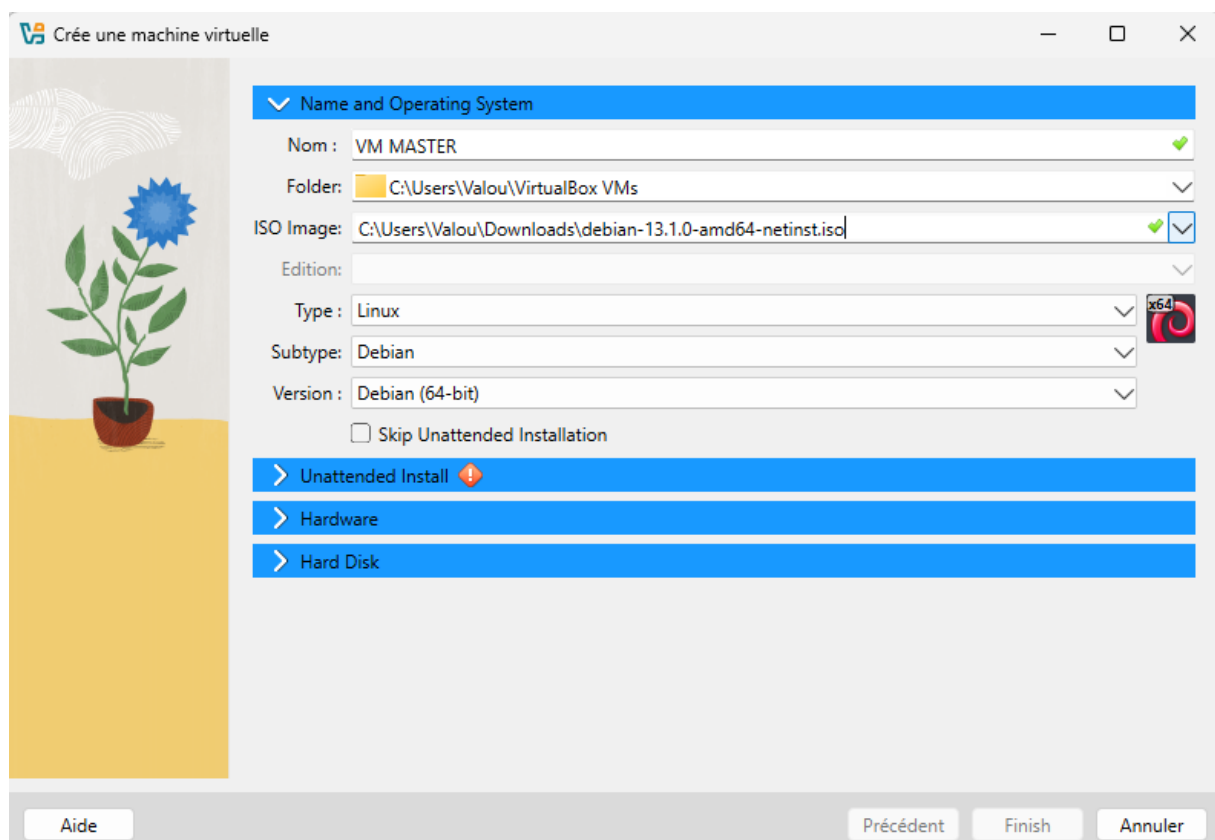 Crée une machine virtuelle
Name and Operating System
Nom : VM MASTER
Folder: C:\Users\Valou\VirtualBox VMs
ISO Image: C:\Users\Valou\Downloads\debian-13.1.0-amd64-netinst.iso
Edition:
Type : Linux
x64
Subtype: Debian
Version : Debian (64-bit)
Skip Unattended Installation
Unattended Install
Hardware
Hard Disk
Aide Précédent Finish Annuler